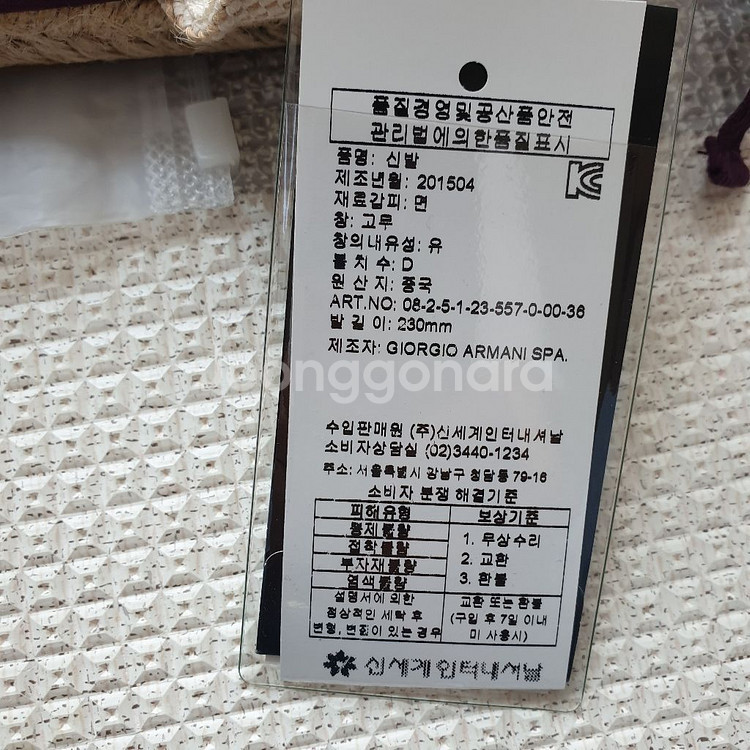 품질경영및공산품안전
관리법에의한품질표시
품명: 신발
제조년월: 201504
재료갑피: 면
창: 고무
창의내유성: 유
볼 치 수: D
원 산 지: 중국
ART.NO: 08-2-5-1-23-557-0-00-36
발 길 이: 230mm
제조자: GIORGIO ARMANI SPA.
joonggonara
수입판매원 (주)신세계인터내셔날
소비자상담실 (02)3440-1234
주소: 서울특별시 강남구 청담동 79-16
소비자 분쟁 해결기준
피해유형 보상기준
봉제불량
접착불량
부자재불량
염색불량
1. 무상수리
2. 교환
3. 환불
설명서에 의한
정상적인 세탁 후
변형, 변퇴이 있는 경우
교환 또는 환불
(구입 후 7일 이내
미 사용시)
신세계인터내셔날